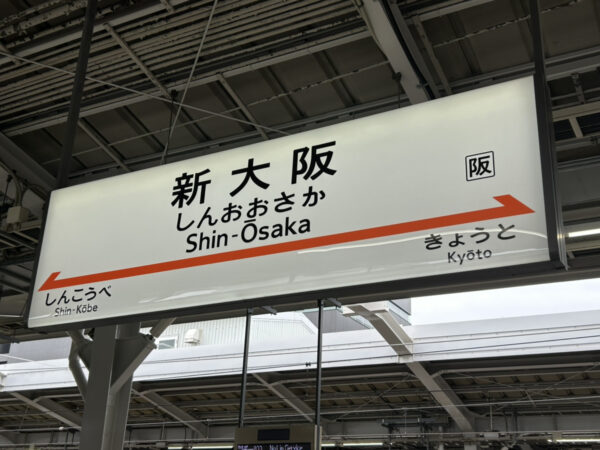 新大阪
しんおおさか
Shin-Ōsaka
阪
しんこうべ
Shin-Kōbe
きょうと
Kyōto